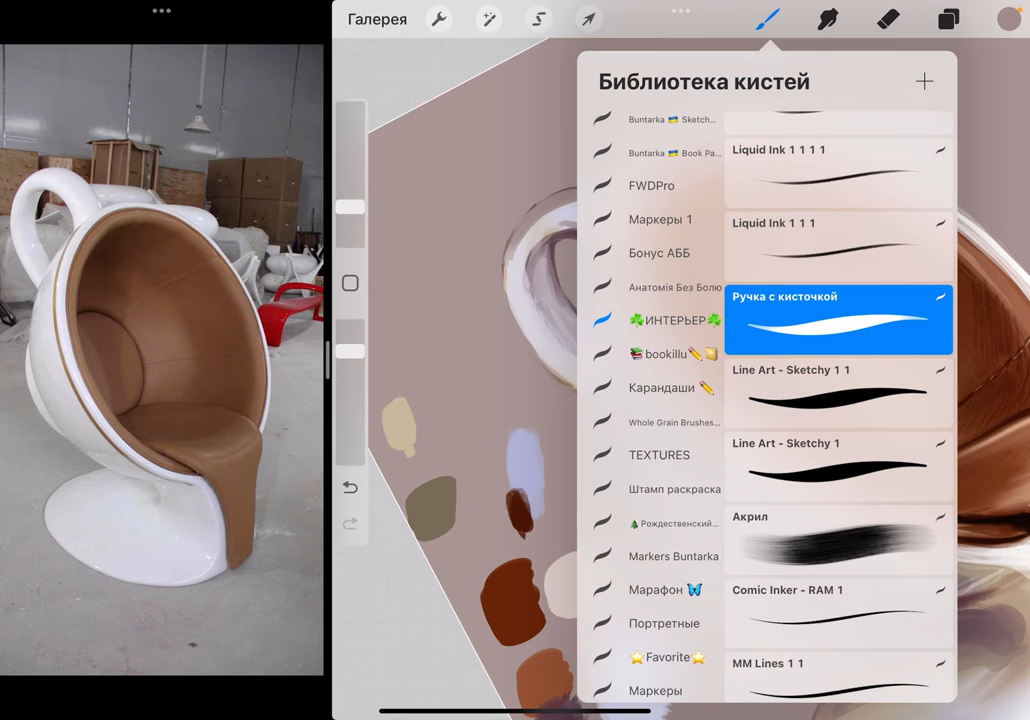 Галерея
Библиотека кистей
Buntarka 🇺🇦 Sketch...
Buntarka 🇺🇦 Book Pa...
FWDPro
Маркеры 1
Бонус АББ
Анатомія Без Болю
☘️ИНТЕРЬЕР☘️
📚bookillu✏️📔
Карандаши ✏️
Whole Grain Brushes...
TEXTURES
Штамп раскраска
🎄Рождественский...
Markers Buntarka
Марафон 🦋
Портретные
⭐Favorite⭐
Маркеры
Liquid Ink 1 1 1 1
Liquid Ink 1 1 1
Ручка с кисточкой
Line Art - Sketchy 1 1
Line Art - Sketchy 1
Акрил
Comic Inker - RAM 1
MM Lines 1 1